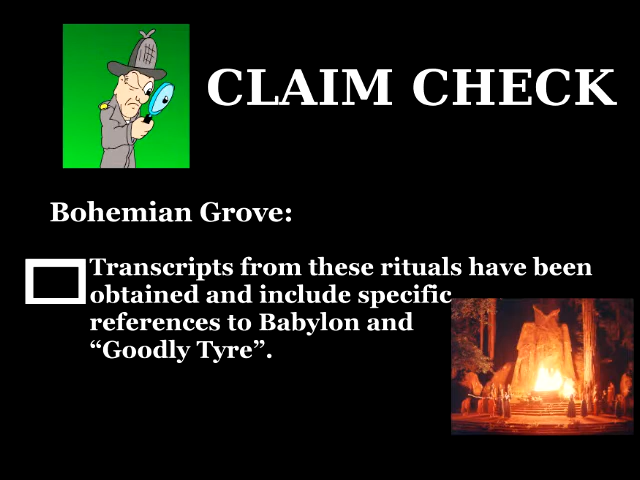 CLAIM CHECK
Bohemian Grove:
Transcripts from these rituals have been
obtained and include specific
references to Babylon and
“Goodly Tyre”.